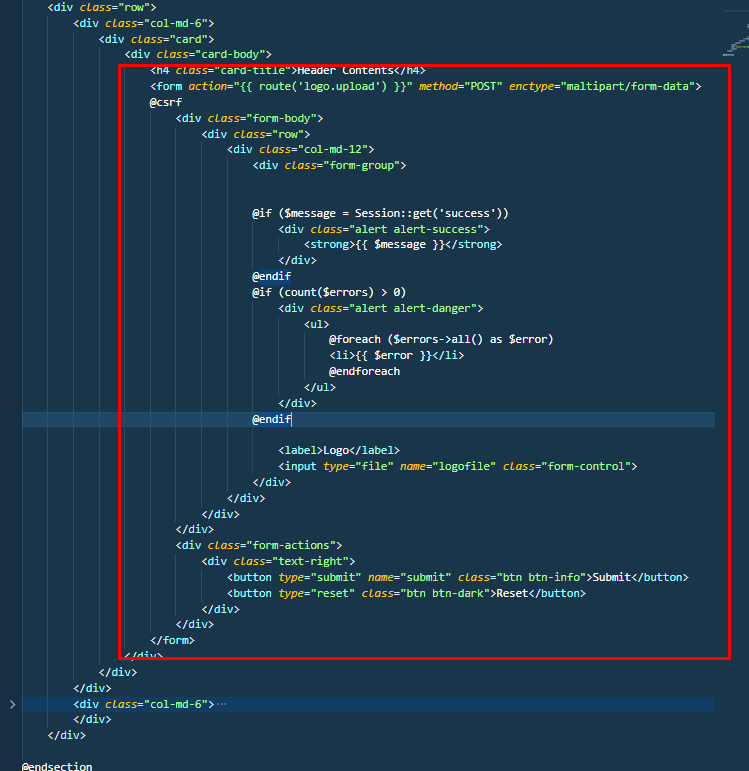 <div class="row">
<div class="col-md-6">
<div class="card">
<div class="card-body">
<h4 class="card-title">Header Contents</h4>
<form action="{{ route('logo.upload') }}" method="POST" enctype="maltipart/form-data">
@csrf
<div class="form-body">
<div class="row">
<div class="col-md-12">
<div class="form-group">
@if ($message = Session::get('success'))
<div class="alert alert-success">
<strong>{{ $message }}</strong>
</div>
@endif
@if (count($errors) > 0)
<div class="alert alert-danger">
<ul>
@foreach ($errors->all() as $error)
<li>{{ $error }}</li>
@endforeach
</ul>
</div>
@endif
<label>Logo</label>
<input type="file" name="logofile" class="form-control">
</div>
</div>
</div>
</div>
<div class="form-actions">
<div class="text-right">
<button type="submit" name="submit" class="btn btn-info">Submit</button>
<button type="reset" class="btn btn-dark">Reset</button>
</div>
</div>
</form>
</div>
</div>
</div>
<div class="col-md-6">…
</div>
</div>
@endsection